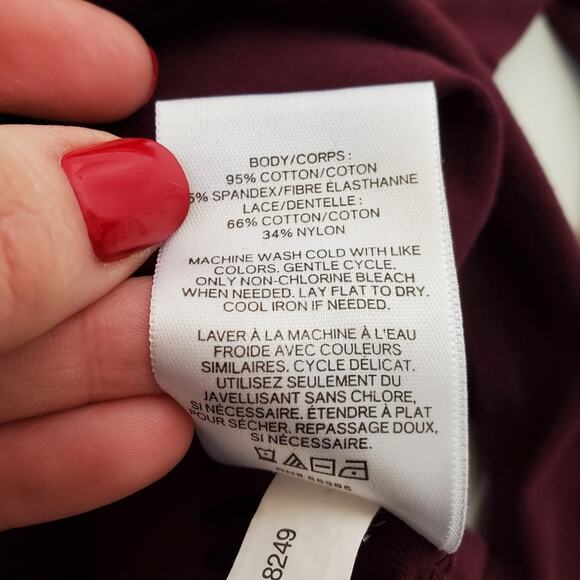 BODY/CORPS :
95% COTTON/COTON
5% SPANDEX/FIBRE ÉLASTHANNE
LACE/DENTELLE :
66% COTTON/COTON
34% NYLON
MACHINE WASH COLD WITH LIKE
COLORS. GENTLE CYCLE.
ONLY NON-CHLORINE BLEACH
WHEN NEEDED. LAY FLAT TO DRY.
COOL IRON IF NEEDED.
LAVER À LA MACHINE À L'EAU
FROIDE AVEC COULEURS
SIMILAIRES. CYCLE DÉLICAT.
UTILISEZ SEULEMENT DU
JAVELLISANT SANS CHLORE,
SI NÉCESSAIRE. ÉTENDRE À PLAT
POUR SÉCHER. REPASSAGE DOUX,
SI NÉCESSAIRE.
8249